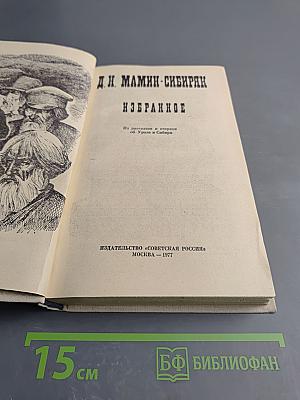 Д. Н. МАМИН-СИБИРЯК
ИЗБРАННОЕ
Из рассказов и очерков
об Урале и Сибири
ИЗДАТЕЛЬСТВО «СОВЕТСКАЯ РОССИЯ»
МОСКВА — 1977
15 см
БФ БИБЛИОФАН